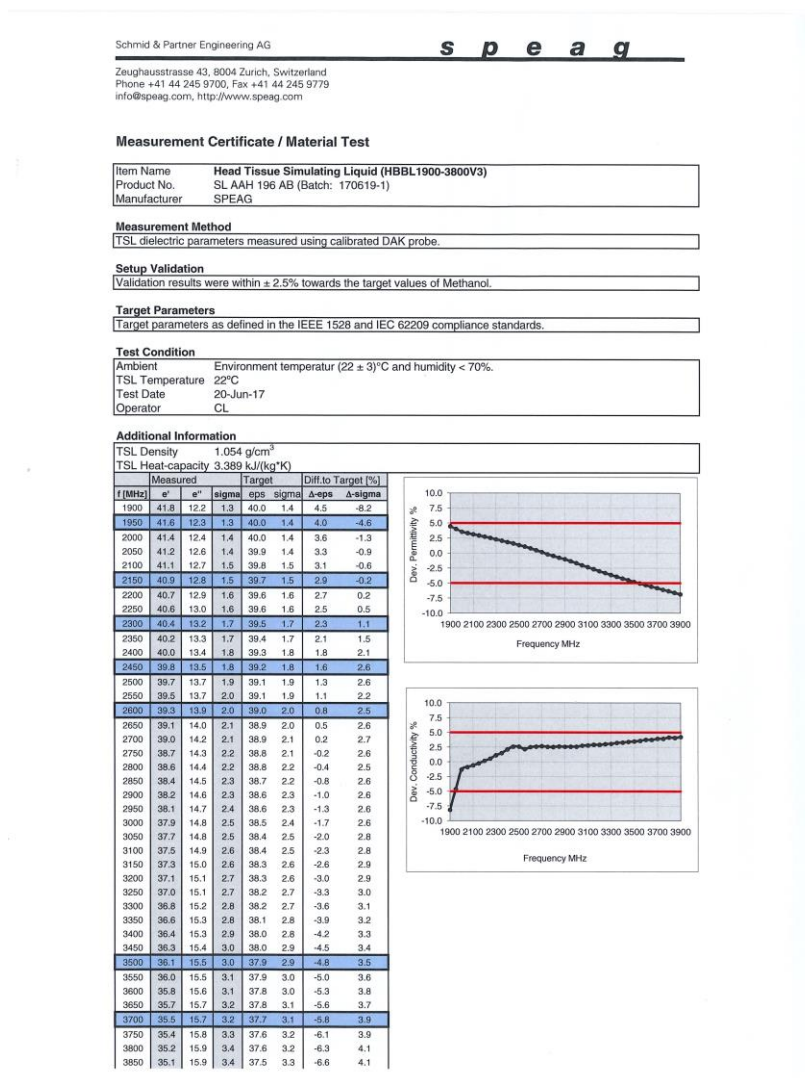 Schmid & Partner Engineering AG
s p e a g
Zeughausstrasse 43, 8004 Zurich, Switzerland
Phone +41 44 245 9700, Fax +41 44 245 9779
info@speag.com, http://www.speag.com
Measurement Certificate / Material Test
Item Name Head Tissue Simulating Liquid (HBBL1900-3800V3)
Product No. SL AAH 196 AB (Batch: 170619-1)
Manufacturer SPEAG
Measurement Method
TSL dielectric parameters measured using calibrated DAK probe.
Setup Validation
Validation results were within ± 2.5% towards the target values of Methanol.
Target Parameters
Target parameters as defined in the IEEE 1528 and IEC 62209 compliance standards.
Test Condition
Ambient Environment temperatur (22 ± 3)°C and humidity < 70%.
TSL Temperature 22°C
Test Date 20-Jun-17
Operator CL
Additional Information
TSL Density 1.054 g/cm³
TSL Heat-capacity 3.389 kJ/(kg*K)
Measured Target Diff.to Target [%]
f [MHz] e' e" sigma eps sigma Δ-eps Δ-sigma
1900 41.8 12.2 1.3 40.0 1.4 4.5 -8.2
1950 41.6 12.3 1.3 40.0 1.4 4.0 -4.6
2000 41.4 12.4 1.4 40.0 1.4 3.6 -1.3
2050 41.2 12.6 1.4 39.9 1.4 3.3 -0.9
2100 41.1 12.7 1.5 39.8 1.5 3.1 -0.6
2150 40.9 12.8 1.5 39.7 1.5 2.9 -0.2
2200 40.7 12.9 1.6 39.6 1.6 2.7 0.2
2250 40.6 13.0 1.6 39.6 1.6 2.5 0.5
2300 40.4 13.2 1.7 39.5 1.7 2.3 1.1
2350 40.2 13.3 1.7 39.4 1.7 2.1 1.5
2400 40.0 13.4 1.8 39.3 1.8 1.8 2.1
2450 39.8 13.5 1.8 39.2 1.8 1.6 2.6
2500 39.7 13.7 1.9 39.1 1.9 1.3 2.6
2550 39.5 13.7 2.0 39.1 1.9 1.1 2.2
2600 39.3 13.9 2.0 39.0 2.0 0.8 2.5
2650 39.1 14.0 2.1 38.9 2.0 0.5 2.6
2700 39.0 14.2 2.1 38.9 2.1 0.2 2.7
2750 38.7 14.3 2.2 38.8 2.1 -0.2 2.6
2800 38.6 14.4 2.2 38.8 2.2 -0.4 2.5
2850 38.4 14.5 2.3 38.7 2.2 -0.8 2.6
2900 38.2 14.6 2.3 38.6 2.3 -1.0 2.6
2950 38.1 14.7 2.4 38.6 2.3 -1.3 2.6
3000 37.9 14.8 2.5 38.5 2.4 -1.7 2.6
3050 37.7 14.8 2.5 38.4 2.5 -2.0 2.8
3100 37.5 14.9 2.6 38.4 2.5 -2.3 2.8
3150 37.3 15.0 2.6 38.3 2.6 -2.6 2.9
3200 37.1 15.1 2.7 38.3 2.6 -3.0 2.9
3250 37.0 15.1 2.7 38.2 2.7 -3.3 3.0
3300 36.8 15.2 2.8 38.2 2.7 -3.6 3.1
3350 36.6 15.3 2.8 38.1 2.8 -3.9 3.2
3400 36.4 15.3 2.9 38.0 2.8 -4.2 3.3
3450 36.3 15.4 3.0 38.0 2.9 -4.5 3.4
3500 36.1 15.5 3.0 37.9 2.9 -4.8 3.5
3550 36.0 15.5 3.1 37.9 3.0 -5.0 3.6
3600 35.8 15.6 3.1 37.8 3.0 -5.3 3.8
3650 35.7 15.7 3.2 37.8 3.1 -5.6 3.7
3700 35.5 15.7 3.2 37.7 3.1 -5.8 3.9
3750 35.4 15.8 3.3 37.6 3.2 -6.1 3.9
3800 35.2 15.9 3.4 37.6 3.2 -6.3 4.1
3850 35.1 15.9 3.4 37.5 3.3 -6.6 4.1
Dev. Permittivity %
10.0
7.5
5.0
2.5
0.0
-2.5
-5.0
-7.5
-10.0
1900 2100 2300 2500 2700 2900 3100 3300 3500 3700 3900
Frequency MHz
Dev. Conductivity %
10.0
7.5
5.0
2.5
0.0
-2.5
-5.0
-7.5
-10.0
1900 2100 2300 2500 2700 2900 3100 3300 3500 3700 3900
Frequency MHz